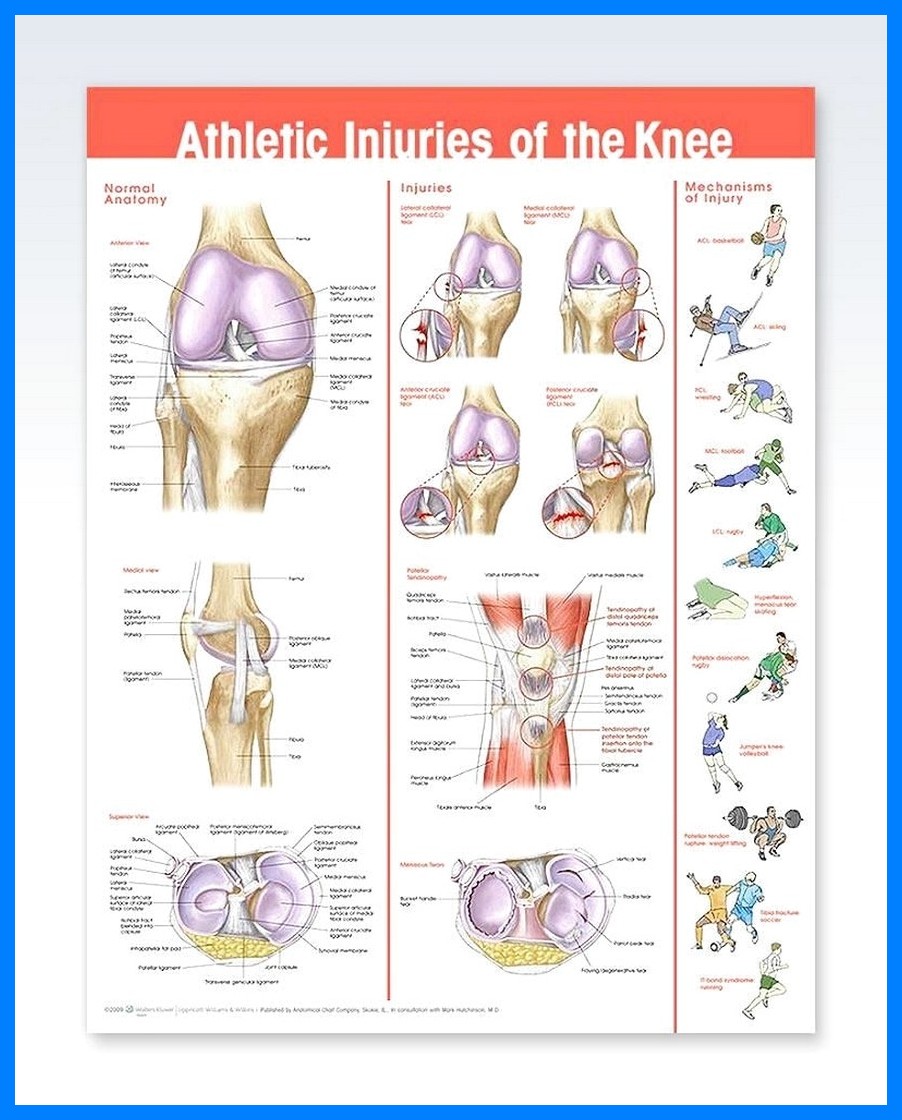 Athletic Injuries of the Knee
Normal
Anatomy
Anterior View
Femur
Lateral condyle
of femur
(articular surface)
Lateral
collateral
ligament (LCL)
Popliteus
tendon
Lateral
meniscus
Transverse
ligament
Lateral
condyle
of tibia
Head of
fibula
Fibula
Interosseous
membrane
Medial condyle of
femur
(articular surface)
Posterior cruciate
ligament
Anterior cruciate
ligament
Medial meniscus
Medial collateral
ligament
(MCL)
Medial condyle
of tibia
Tibial tuberosity
Tibia
Medial view
Rectus femoris tendon
Medial
patellofemoral
ligament
Patella
Patellar tendon
(ligament)
Femur
Posterior oblique
ligament
Medial collateral
ligament (MCL)
Fibula
Tibia
Superior View
Arcuate popliteal
ligament
Bursa
Lateral collateral
ligament
Popliteus
tendon
Lateral
meniscus
Superior articular
surface of lateral
tibial condyle
Iliotibial tract
blended into
capsule
Infrapatellar fat pad
Patellar ligament
Posterior meniscofemoral
ligament (ligament of Wrisberg)
Semimembranosus
tendon
Oblique popliteal
ligament
Posterior cruciate
ligament
Medial meniscus
Medial collateral
ligament
Superior articular
surface of medial
tibial condyle
Anterior cruciate
ligament
Synovial membrane
Joint capsule
Transverse genicular ligament
Injuries
Lateral collateral
ligament (LCL)
tear
Medial collateral
ligament (MCL)
tear
Anterior cruciate
ligament (ACL)
tear
Posterior cruciate
ligament
(PCL) tear
Patellar
Tendinopathy
Vastus lateralis muscle
Vastus medialis muscle
Quadriceps
femoris tendon
Iliotibial tract
Patella
Biceps femoris
tendon
Lateral collateral
ligament and bursa
Patellar tendon
(ligament)
Head of fibula
Extensor digitorum
longus muscle
Peroneus longus
muscle
Tibialis anterior muscle
Tibia
Tendinopathy of
distal quadriceps
femoris tendon
Medial patellofemoral
ligament
Tibial collateral ligament
Tendinopathy at
distal pole of patella
Pes anserinus
Semitendinosus tendon
Gracilis tendon
Sartorius tendon
Tendinopathy of
patellar tendon
insertion onto the
tibial tubercle
Gastrocnemius
muscle
Meniscus Tears
Bucket handle
tear
Vertical tear
Radial tear
Parrot beak tear
Fraying/degenerative tear
Mechanisms
of Injury
ACL: basketball
ACL: skiing
PCL:
wrestling
MCL: football
LCL: rugby
Hyperflexion,
meniscus tear:
skating
Patellar dislocation:
rugby
Jumper's knee:
volleyball
Patellar tendon
rupture: weight lifting
Tibia fracture:
soccer
IT band syndrome:
running
©2009 Wolters Kluwer | Lippincott Williams & Wilkins | Published by Anatomical Chart Company, Skokie, IL. In consultation with Mark Hutchinson, M.D.